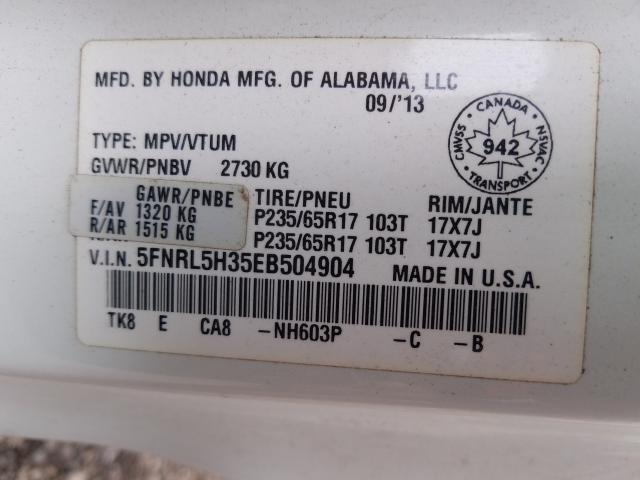 MFD. BY HONDA MFG. OF ALABAMA, LLC
09/'13
CANADA
CMVSS
NSVAC
942
TRANSPORT
TYPE: MPV/VTUM
GVWR/PNBV 2730 KG
GAWR/PNBE TIRE/PNEU RIM/JANTE
F/AV 1320 KG P235/65R17 103T 17X7J
R/AR 1515 KG P235/65R17 103T 17X7J
V.I.N. 5FNRL5H35EB504904 MADE IN U.S.A.
TK8 E CA8 -NH603P -C -B